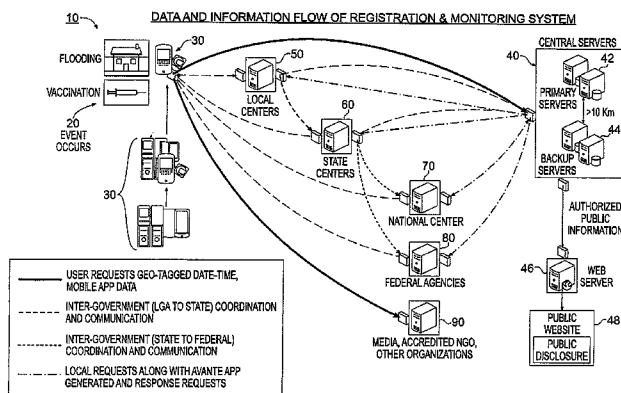 DATA AND INFORMATION FLOW OF REGISTRATION & MONITORING SYSTEM
10
30
FLOODING
VACCINATION
20
EVENT
OCCURS
30
50
LOCAL
CENTERS
60
STATE
CENTERS
70
NATIONAL CENTER
80
FEDERAL AGENCIES
90
MEDIA, ACCREDITED NGO,
OTHER ORGANIZATIONS
CENTRAL SERVERS
40
42
PRIMARY
SERVERS
>10 Km
44
BACKUP
SERVERS
AUTHORIZED
PUBLIC
INFORMATION
46
WEB
SERVER
PUBLIC
WEBSITE
48
PUBLIC
DISCLOSURE
USER REQUESTS GEO-TAGGED DATE-TIME,
MOBILE APP DATA
INTER-GOVERNMENT (LGA TO STATE) COORDINATION
AND COMMUNICATION
INTER-GOVERNMENT (STATE TO FEDERAL)
COORDINATION AND COMMUNICATION
LOCAL REQUESTS ALONG WITH AVANTE APP
GENERATED AND RESPONSE REQUESTS